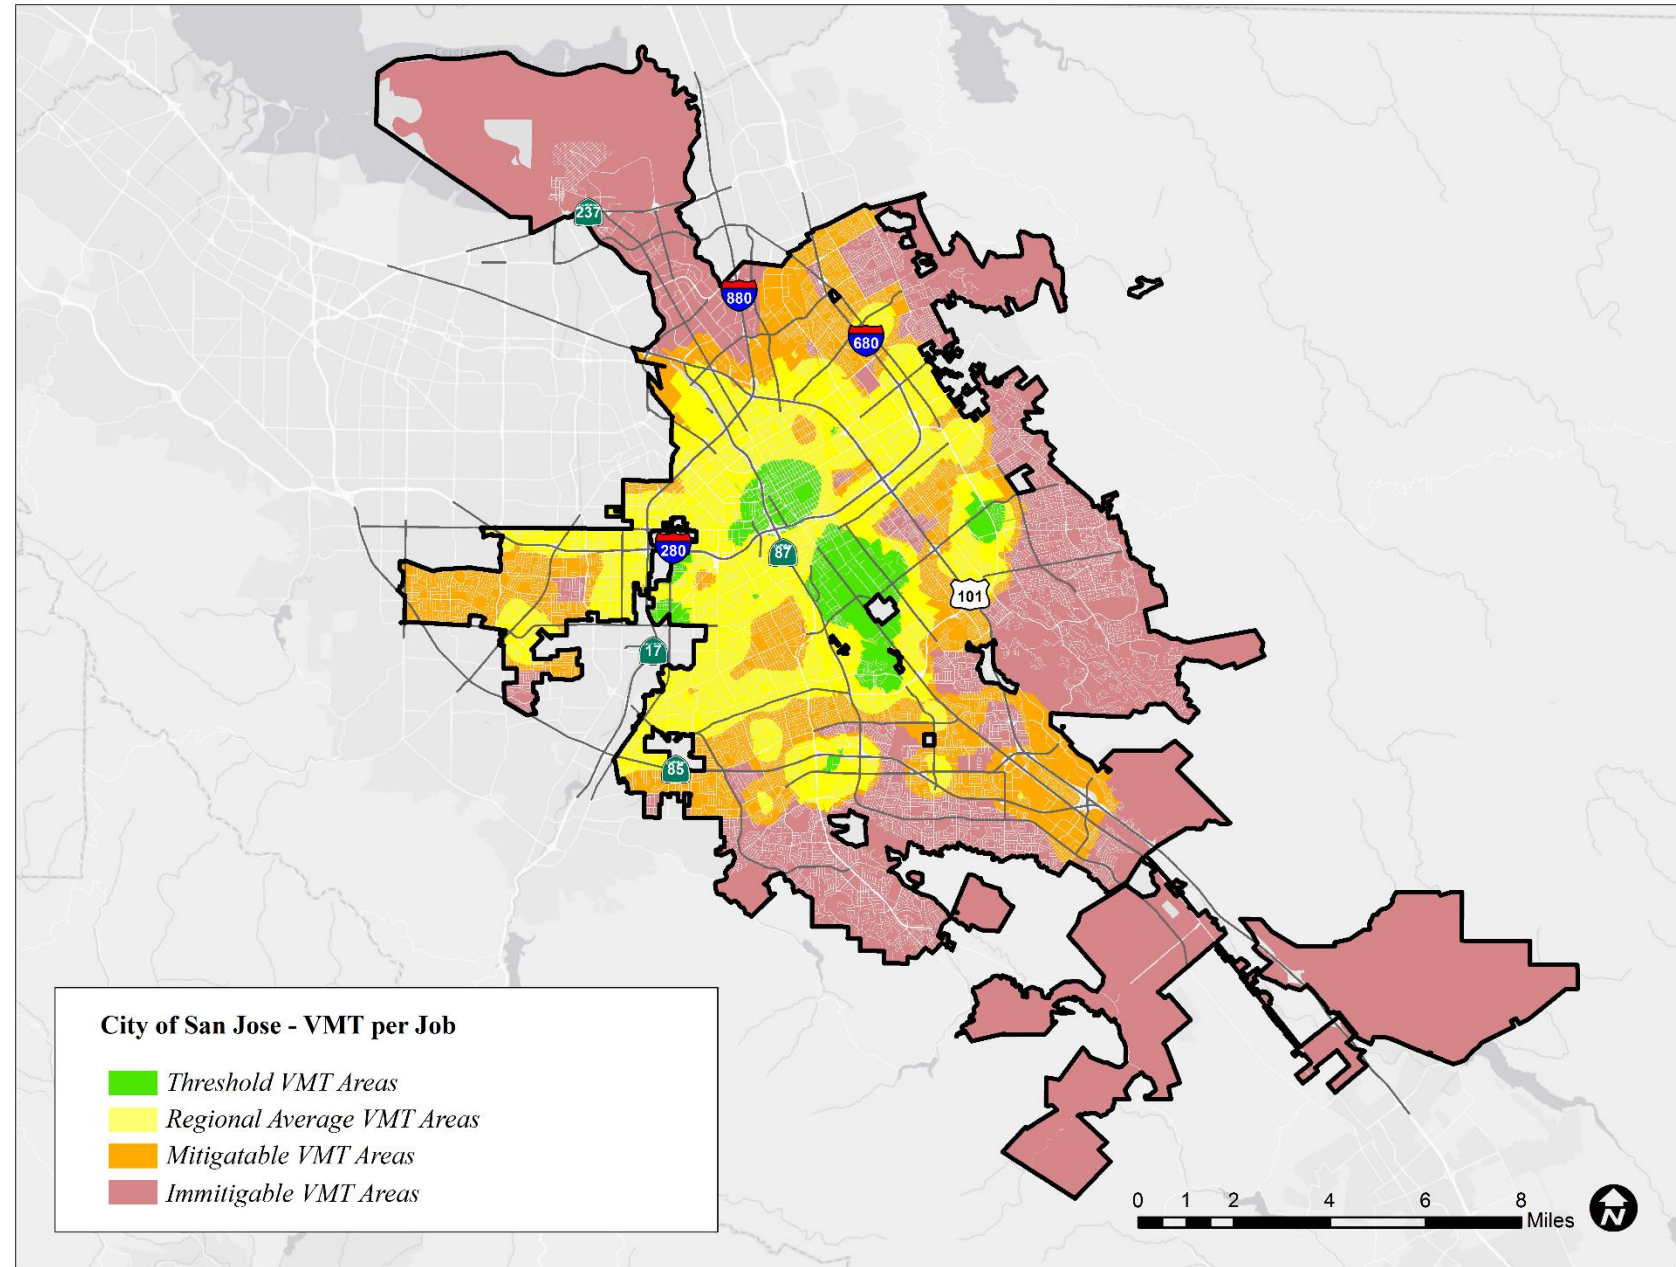 237
880
680
280
87
101
17
85
City of San Jose - VMT per Job
Threshold VMT Areas
Regional Average VMT Areas
Mitigatable VMT Areas
Immitigable VMT Areas
0 1 2 4 6 8
Miles
N